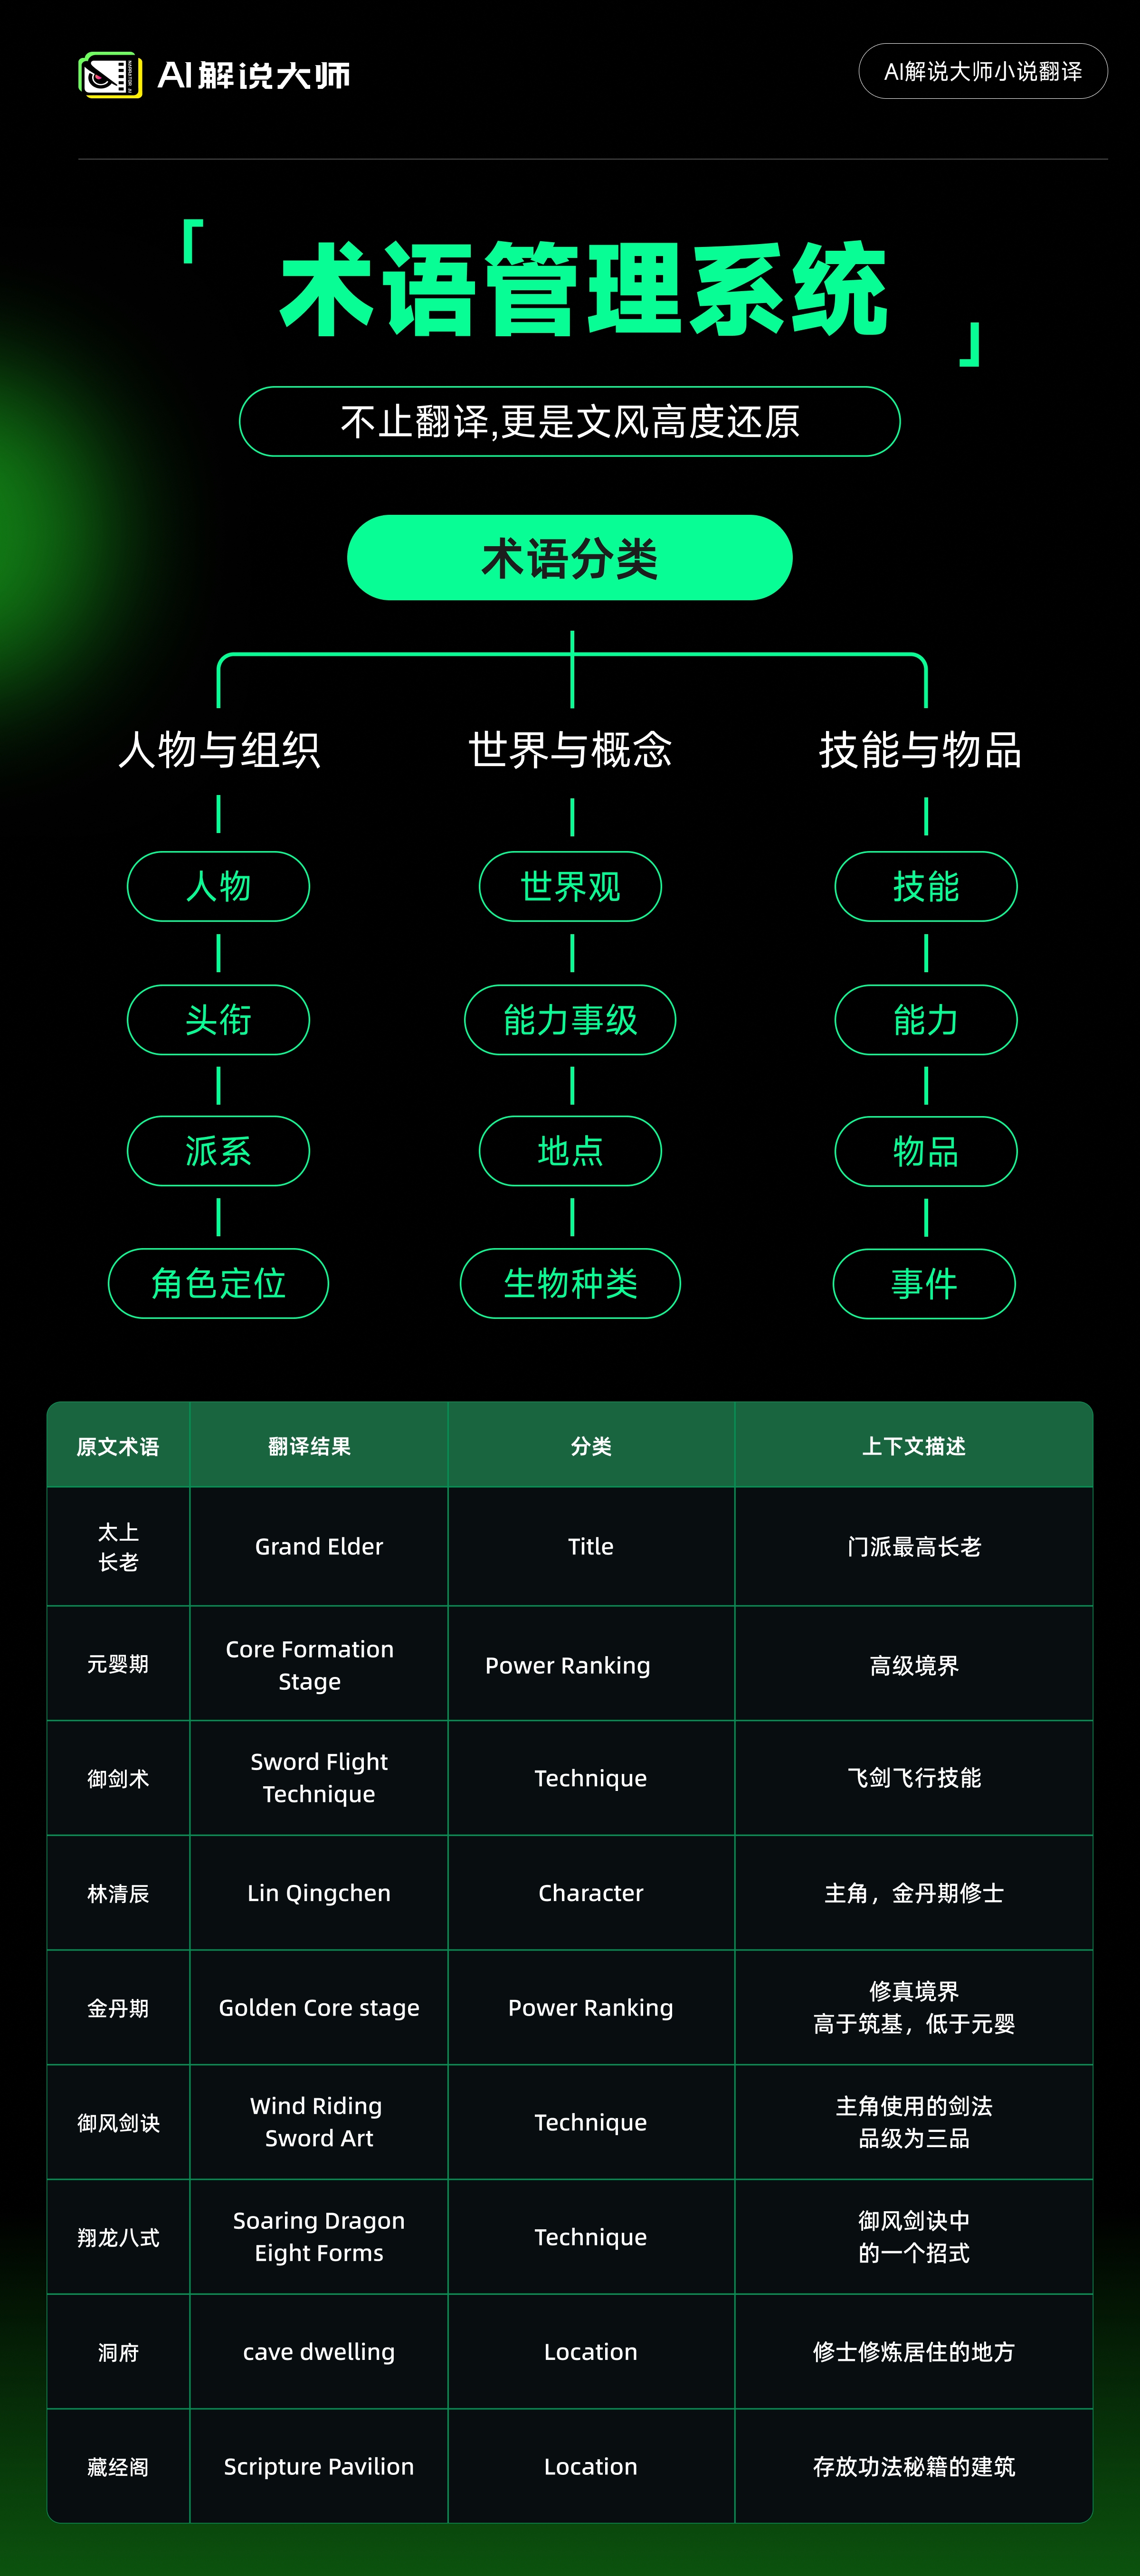 AI解说大师
AI解说大师小说翻译
「术语管理系统」
不止翻译,更是文风高度还原
术语分类
人物与组织 世界与概念 技能与物品
人物 世界观 技能
头衔 能力事级 能力
派系 地点 物品
角色定位 生物种类 事件
原文术语 翻译结果 分类 上下文描述
太上
长老
Grand Elder
Title
门派最高长老
元婴期
Core Formation
Stage
Power Ranking
高级境界
御剑术
Sword Flight
Technique
Technique
飞剑飞行技能
林清辰
Lin Qingchen
Character
主角，金丹期修士
金丹期
Golden Core stage
Power Ranking
修真境界
高于筑基，低于元婴
御风剑诀
Wind Riding
Sword Art
Technique
主角使用的剑法
品级为三品
翔龙八式
Soaring Dragon
Eight Forms
Technique
御风剑诀中
的一个招式
洞府
cave dwelling
Location
修士修炼居住的地方
藏经阁
Scripture Pavilion
Location
存放功法秘籍的建筑